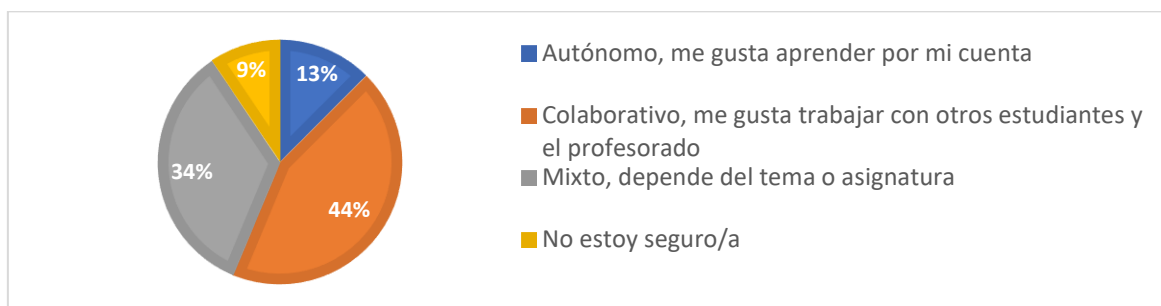 9%
13%
34%
44%
Autónomo, me gusta aprender por mi cuenta
Colaborativo, me gusta trabajar con otros estudiantes y
el profesorado
Mixto, depende del tema o asignatura
No estoy seguro/a